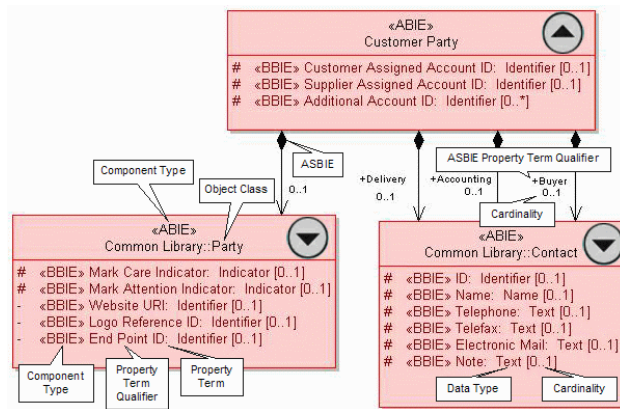 «ABIE»
Customer Party
# «BBIE» Customer Assigned Account ID: Identifier [0..1]
# «BBIE» Supplier Assigned Account ID: Identifier [0..1]
# «BBIE» Additional Account ID: Identifier [0..*]
ASBIE
ASBIE Property Term Qualifier
Component Type
Object Class
0..1
+Delivery
0..1
+Accounting
0..1
+Buyer
0..1
Cardinality
«ABIE»
Common Library::Party
# «BBIE» Mark Care Indicator: Indicator [0..1]
# «BBIE» Mark Attention Indicator: Indicator [0..1]
- «BBIE» Website URI: Identifier [0..1]
- «BBIE» Logo Reference ID: Identifier [0..1]
- «BBIE» End Point ID: Identifier [0..1]
Component
Type
Property
Term
Qualifier
Property
Term
«ABIE»
Common Library::Contact
# «BBIE» ID: Identifier [0..1]
# «BBIE» Name: Name [0..1]
# «BBIE» Telephone: Text [0..1]
# «BBIE» Telefax: Text [0..1]
# «BBIE» Electronic Mail: Text [0..1]
# «BBIE» Note: Text [0..1]
Data Type
Cardinality